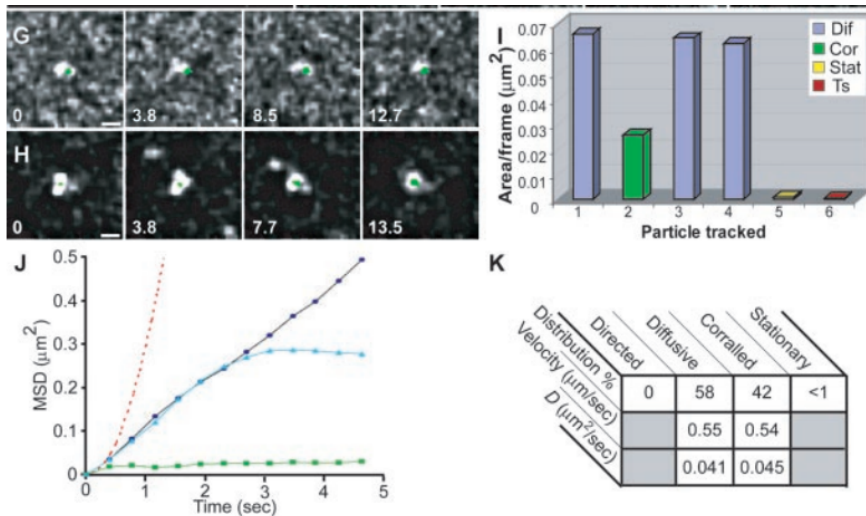 G
0
3.8
8.5
12.7
H
0
3.8
7.7
13.5
I
Area/frame (μm²)
0.07
0.06
0.05
0.04
0.03
0.02
0.01
0
1 2 3 4 5 6
Particle tracked
Dif
Cor
Stat
Ts
J
MSD (μm²)
0.5
0.4
0.3
0.2
0.1
0
0 1 2 3 4 5
Time (sec)
K
Distribution %
Velocity (μm/sec)
D (μm²/sec)
Directed
Diffusive
Corralled
Stationary
0 58 42 <1
0.55 0.54
0.041 0.045